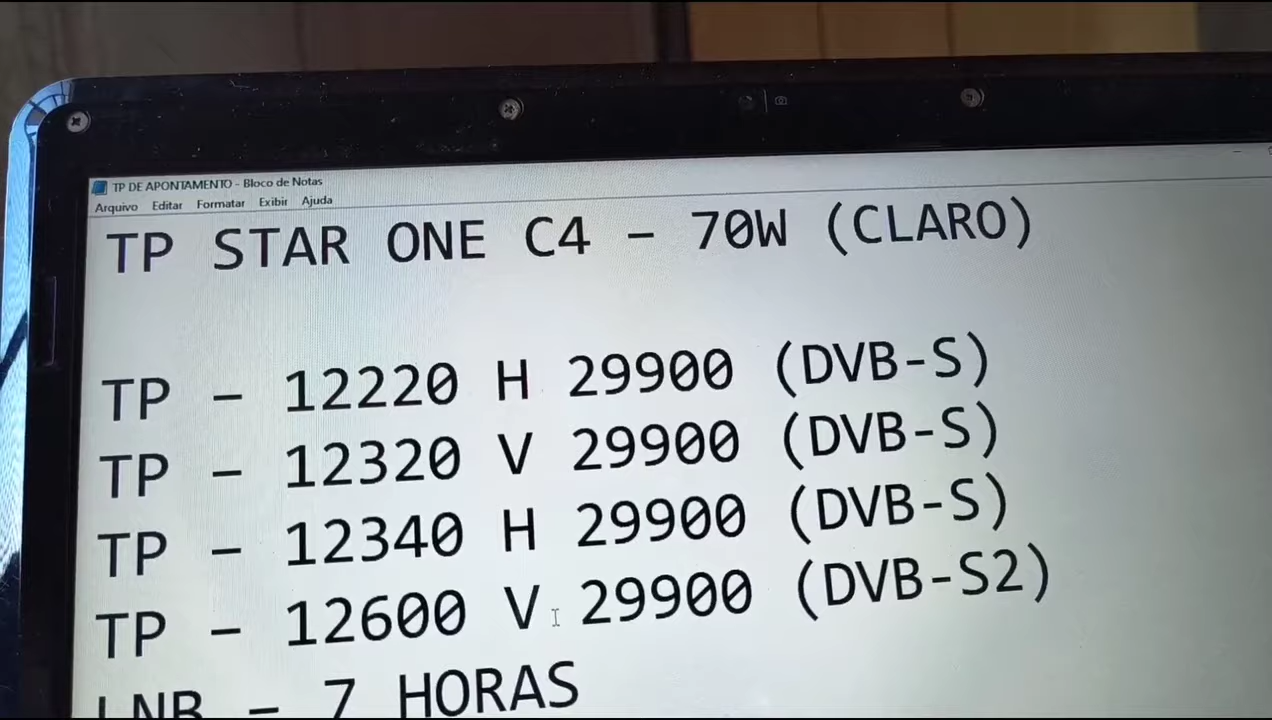 TP DE APONTAMENTO - Bloco de Notas
Arquivo Editar Formatar Exibir Ajuda
TP STAR ONE C4 - 70W (CLARO)
TP - 12220 H 29900 (DVB-S)
TP - 12320 V 29900 (DVB-S)
TP - 12340 H 29900 (DVB-S)
TP - 12600 V 29900 (DVB-S2)
LNB - 7 HORAS